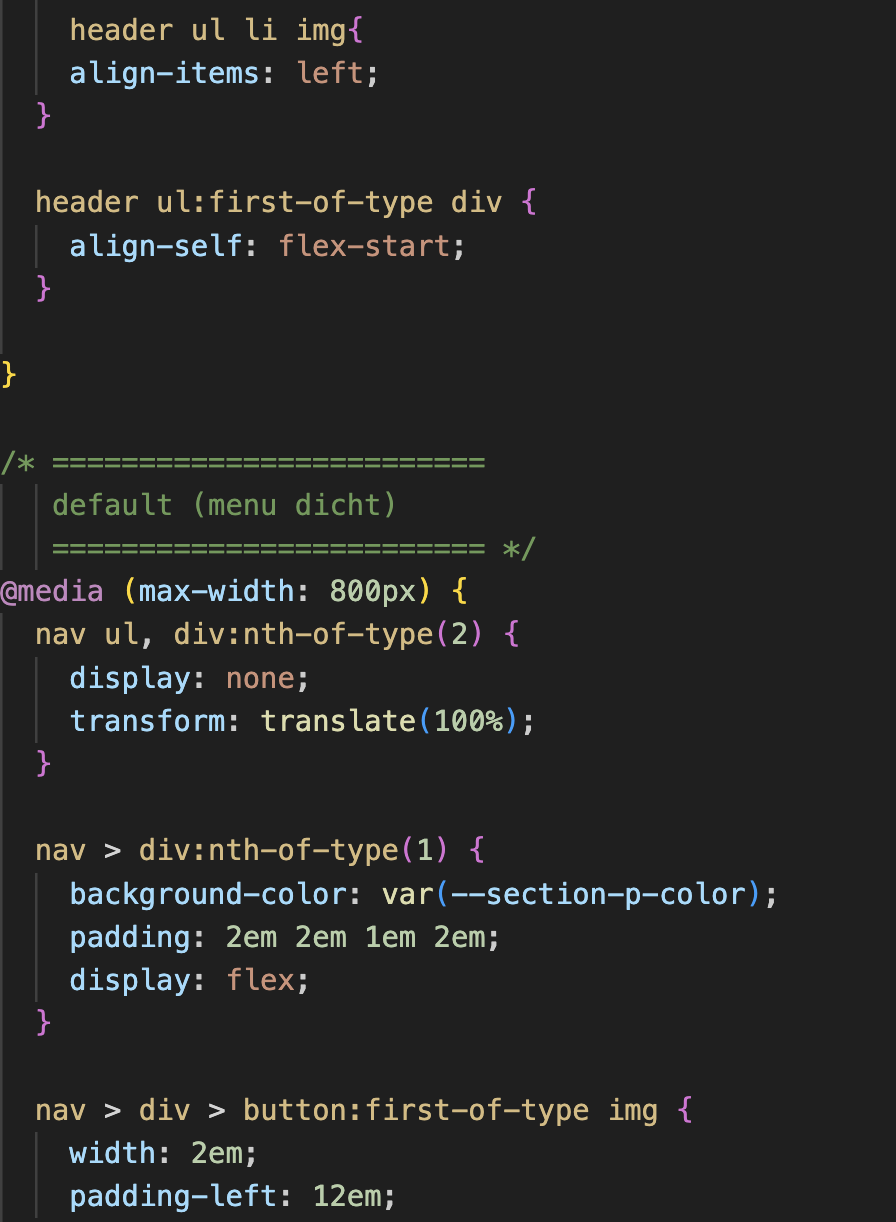 header ul li img{
align-items: left;
}
header ul:first-of-type div {
align-self: flex-start;
}
}
/* =========================
default (menu dicht)
========================= */
@media (max-width: 800px) {
nav ul, div:nth-of-type(2) {
display: none;
transform: translate(100%);
}
nav > div:nth-of-type(1) {
background-color: var(--section-p-color);
padding: 2em 2em 1em 2em;
display: flex;
}
nav > div > button:first-of-type img {
width: 2em;
padding-left: 12em;